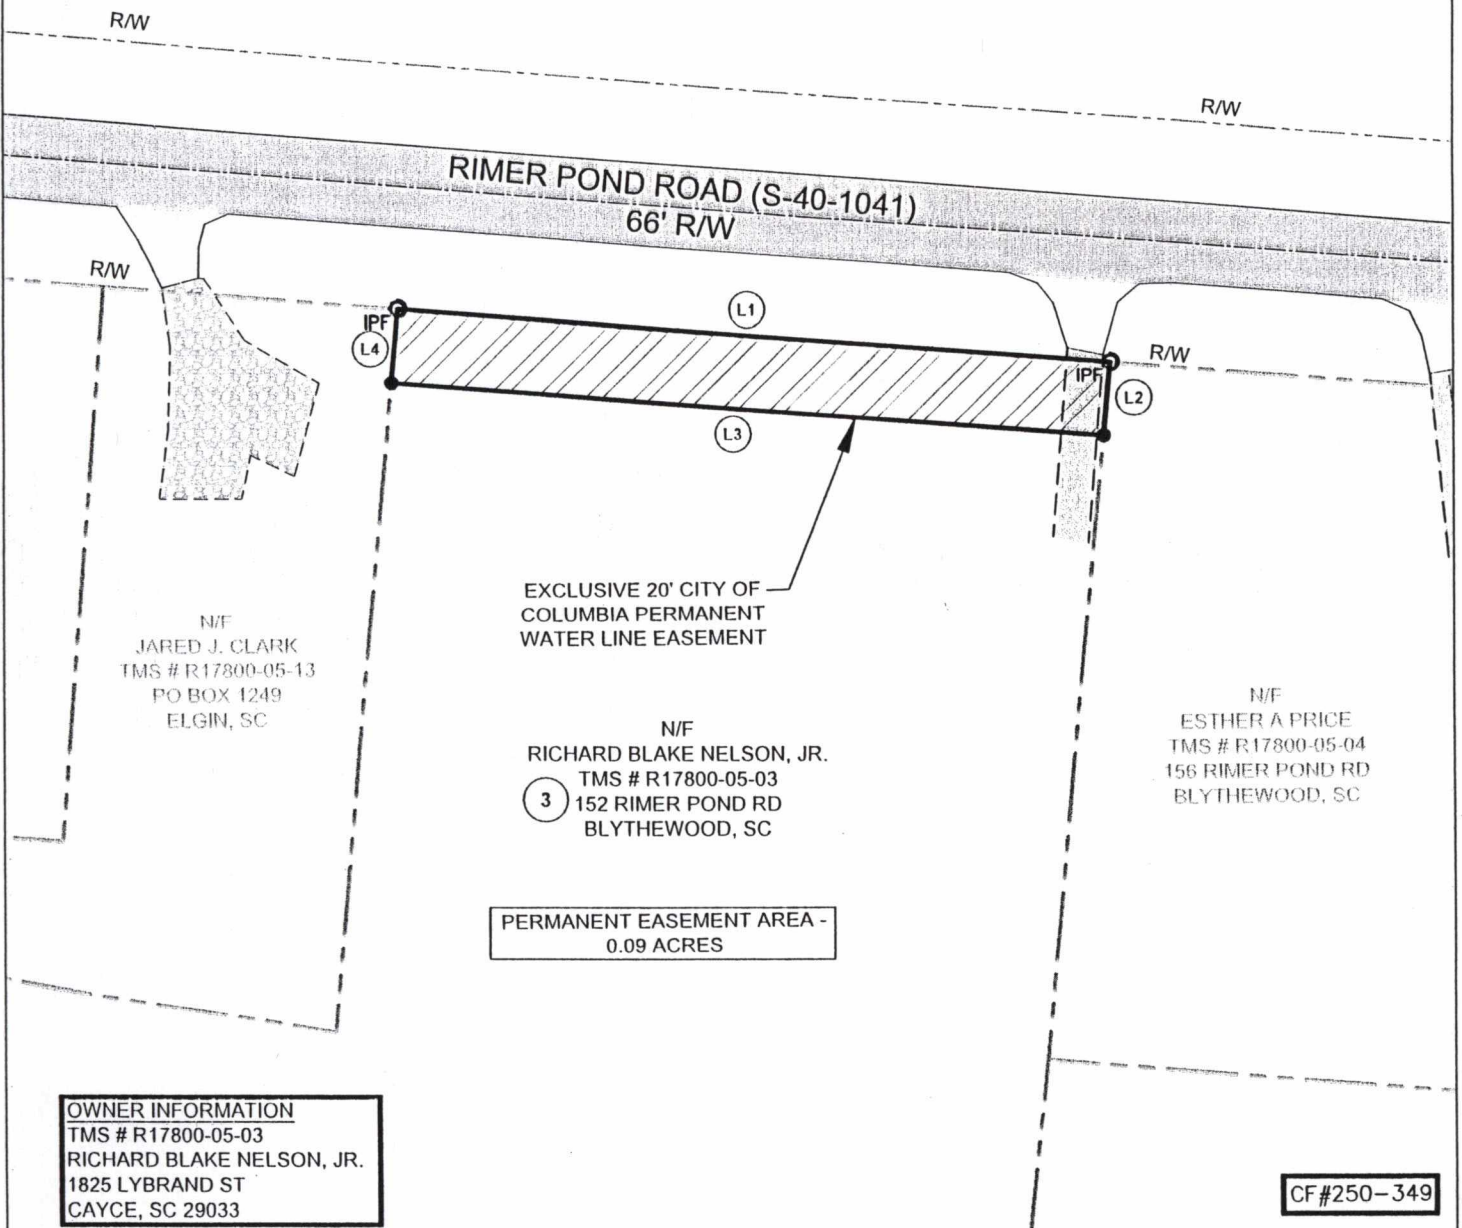 R/W
R/W
RIMER POND ROAD (S-40-1041)
66' R/W
R/W
L1
IPF
L4
R/W
IPF
L2
L3
EXCLUSIVE 20' CITY OF
COLUMBIA PERMANENT
WATER LINE EASEMENT
N/F
JARED J. CLARK
TMS # R17800-05-13
PO BOX 1249
ELGIN, SC
N/F
RICHARD BLAKE NELSON, JR.
TMS # R17800-05-03
3 152 RIMER POND RD
BLYTHEWOOD, SC
N/F
ESTHER A PRICE
TMS # R17800-05-04
156 RIMER POND RD
BLYTHEWOOD, SC
PERMANENT EASEMENT AREA -
0.09 ACRES
OWNER INFORMATION
TMS # R17800-05-03
RICHARD BLAKE NELSON, JR.
1825 LYBRAND ST
CAYCE, SC 29033
CF#250-349